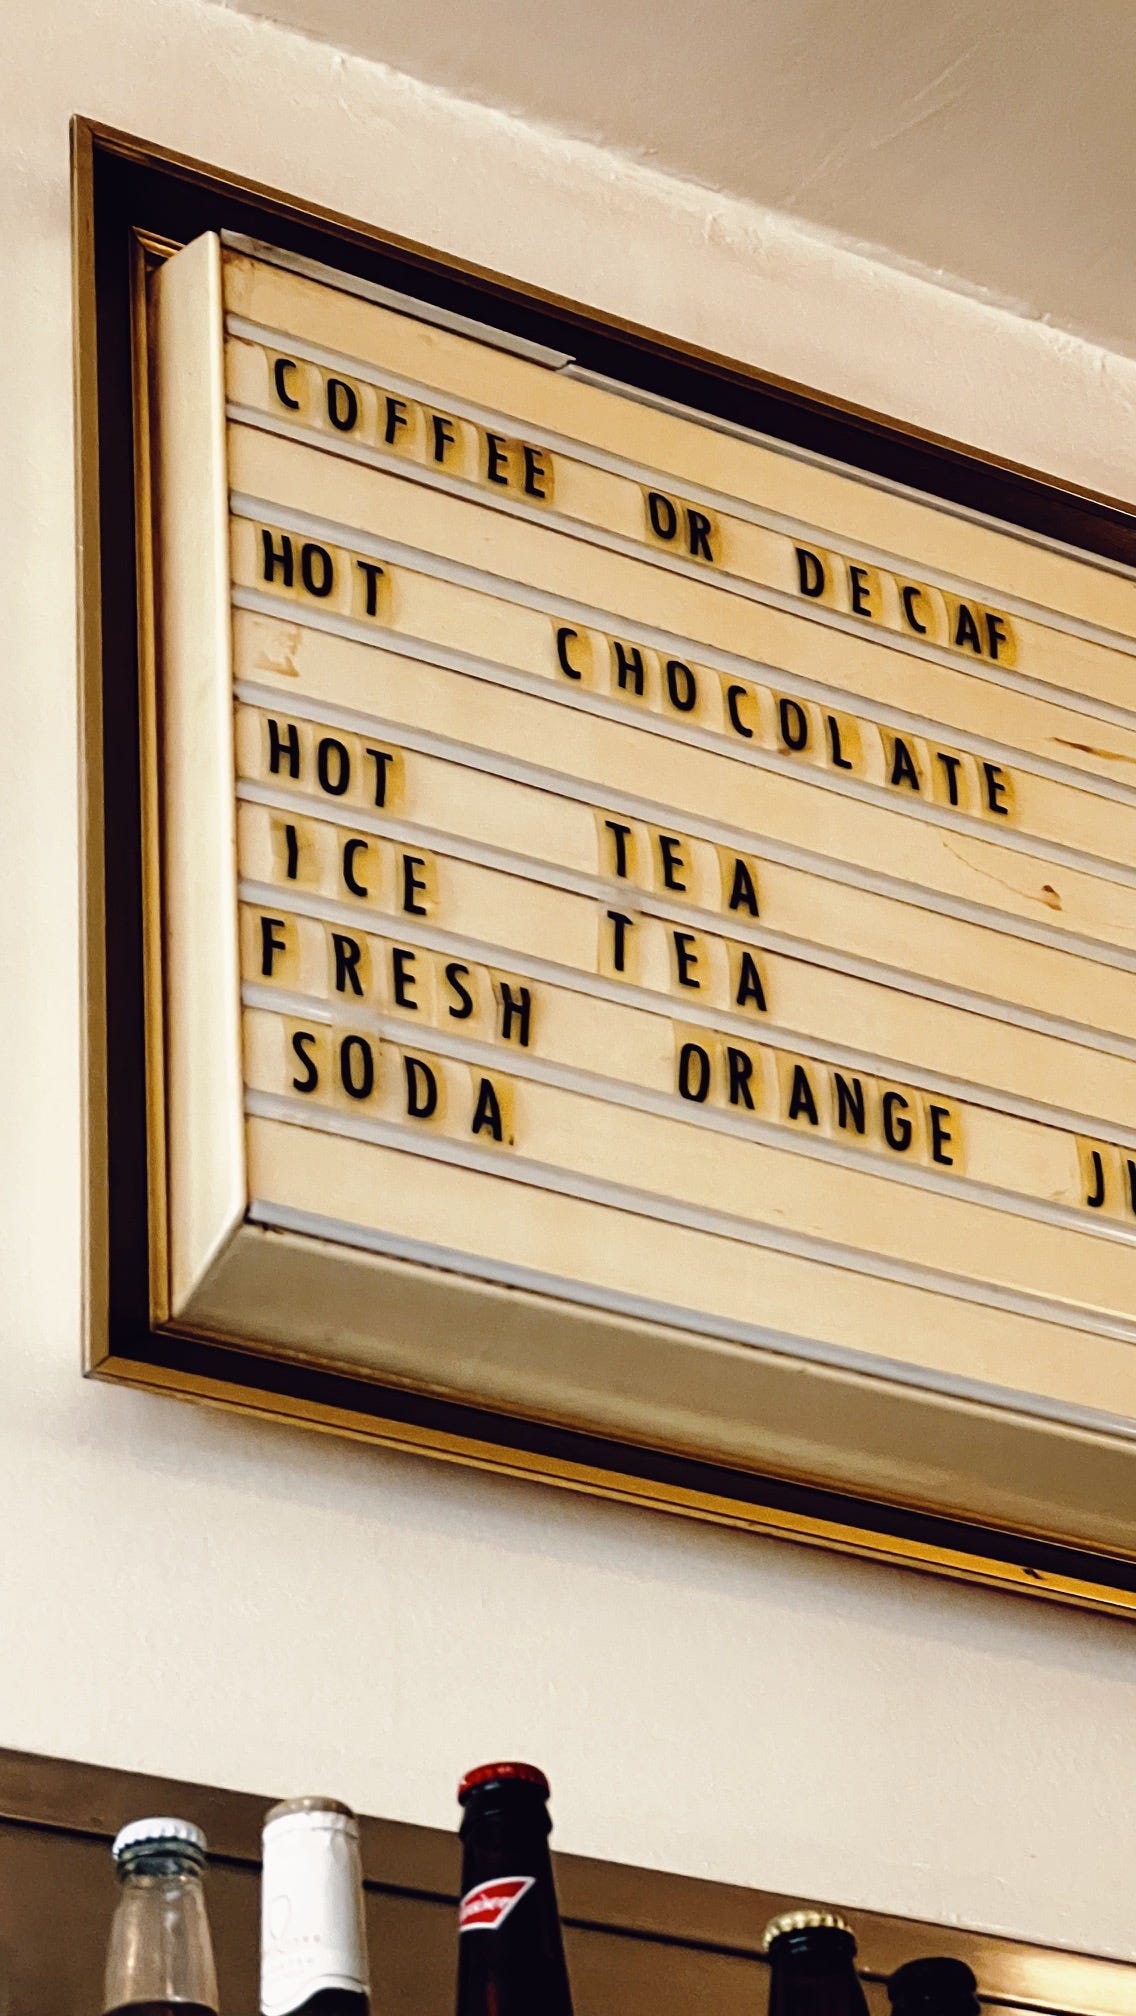 COFFEE OR DECAF
HOT CHOCOLATE
HOT TEA
ICE TEA
FRESH ORANGE
SODA